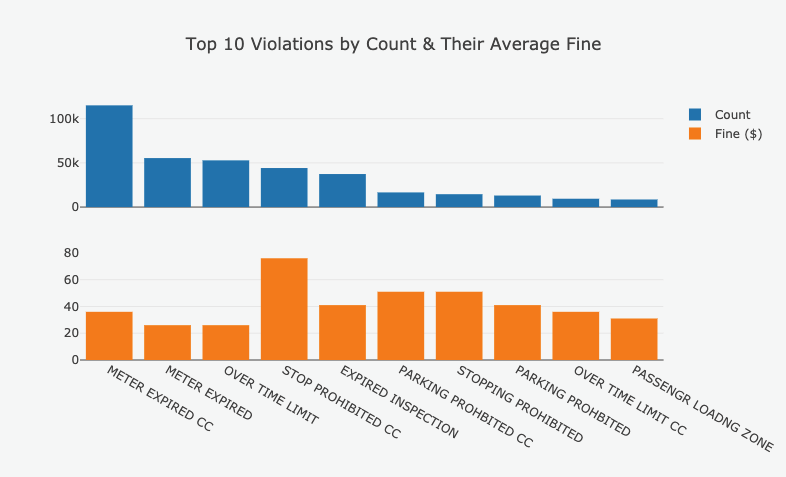 Top 10 Violations by Count & Their Average Fine
Count
Fine ($)
100k
50k
0
80
60
40
20
0
METER EXPIRED CC
METER EXPIRED
OVER TIME LIMIT
STOP PROHIBITED CC
EXPIRED INSPECTION
PARKING PROHBITED CC
STOPPING PROHIBITED
PARKING PROHBITED
OVER TIME LIMIT CC
PASSENGR LOADNG ZONE